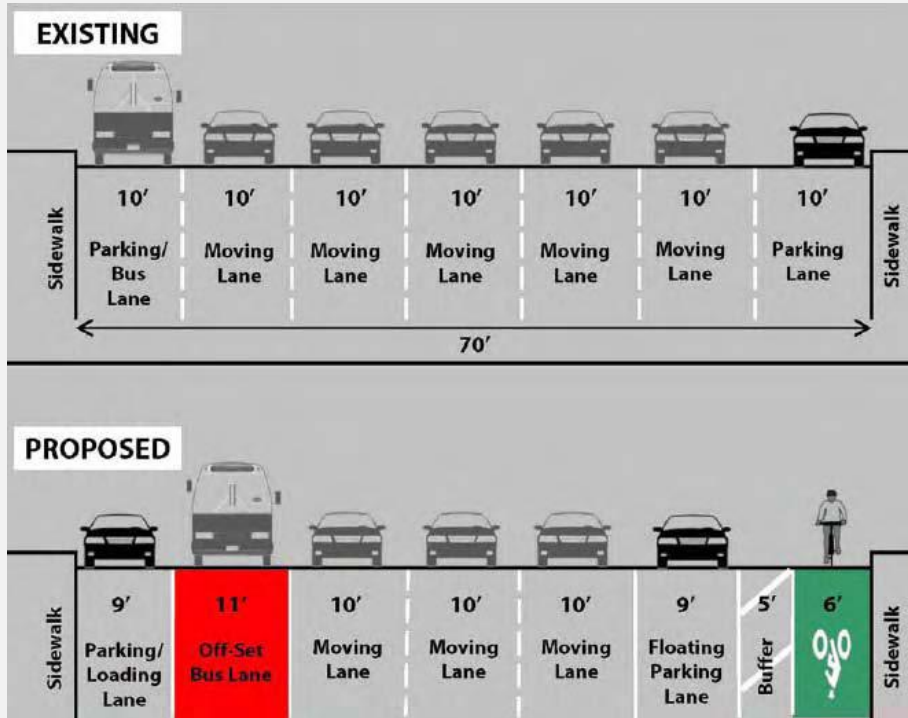 EXISTING
10'
10'
10'
10'
10'
10'
10'
Sidewalk
Parking/
Bus
Lane
Moving
Lane
Moving
Lane
Moving
Lane
Moving
Lane
Moving
Lane
Parking
Lane
Sidewalk
70'
PROPOSED
9'
11'
10'
10'
10'
9'
5'
6'
Sidewalk
Parking/
Loading
Lane
Off-Set
Bus Lane
Moving
Lane
Moving
Lane
Moving
Lane
Floating
Parking
Lane
Buffer
Sidewalk